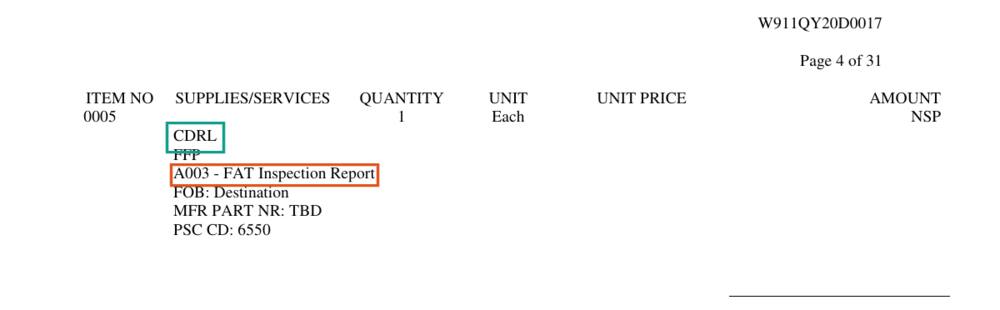 W911QY20D0017
Page 4 of 31
ITEM NO SUPPLIES/SERVICES QUANTITY UNIT UNIT PRICE AMOUNT
0005 1 Each NSP
CDRL
FFP
A003 - FAT Inspection Report
FOB: Destination
MFR PART NR: TBD
PSC CD: 6550